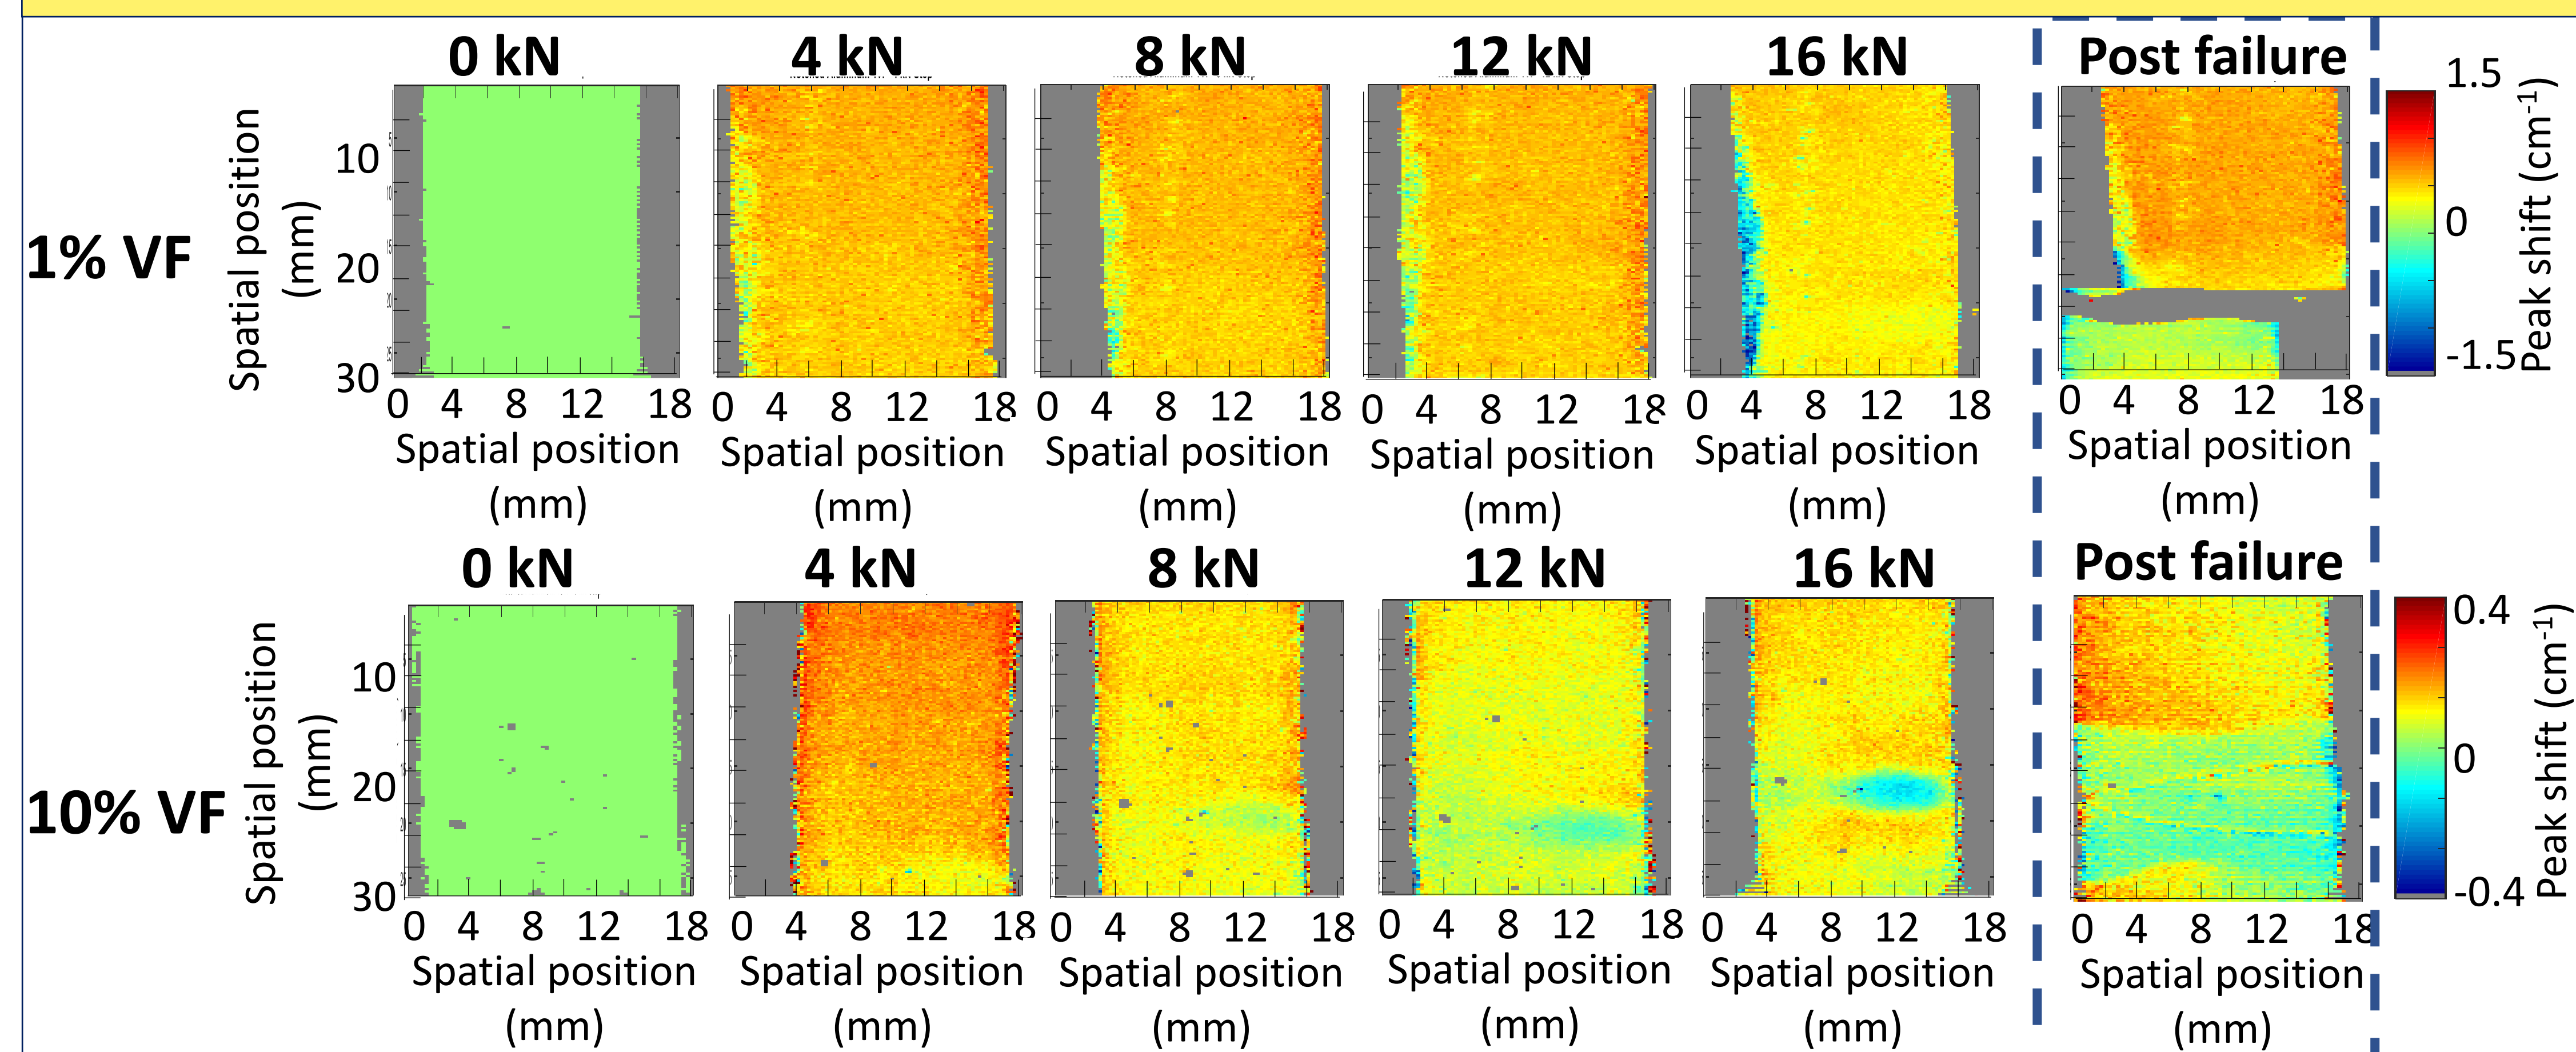 0 kN 4 kN 8 kN 12 kN 16 kN Post failure
1% VF
Spatial position
(mm)
10
20
30
1.5
0
-1.5
Peak shift (cm-1)
0 4 8 12 18 0 4 8 12 18 0 4 8 12 18 0 4 8 12 18 0 4 8 12 18 0 4 8 12 18
Spatial position Spatial position Spatial position Spatial position Spatial position Spatial position
(mm) (mm) (mm) (mm) (mm) (mm)
0 kN 4 kN 8 kN 12 kN 16 kN Post failure
10% VF
Spatial position
(mm)
10
20
30
0.4
0
-0.4
Peak shift (cm-1)
0 4 8 12 18 0 4 8 12 18 0 4 8 12 18 0 4 8 12 18 0 4 8 12 18 0 4 8 12 18
Spatial position Spatial position Spatial position Spatial position Spatial position Spatial position
(mm) (mm) (mm) (mm) (mm) (mm)